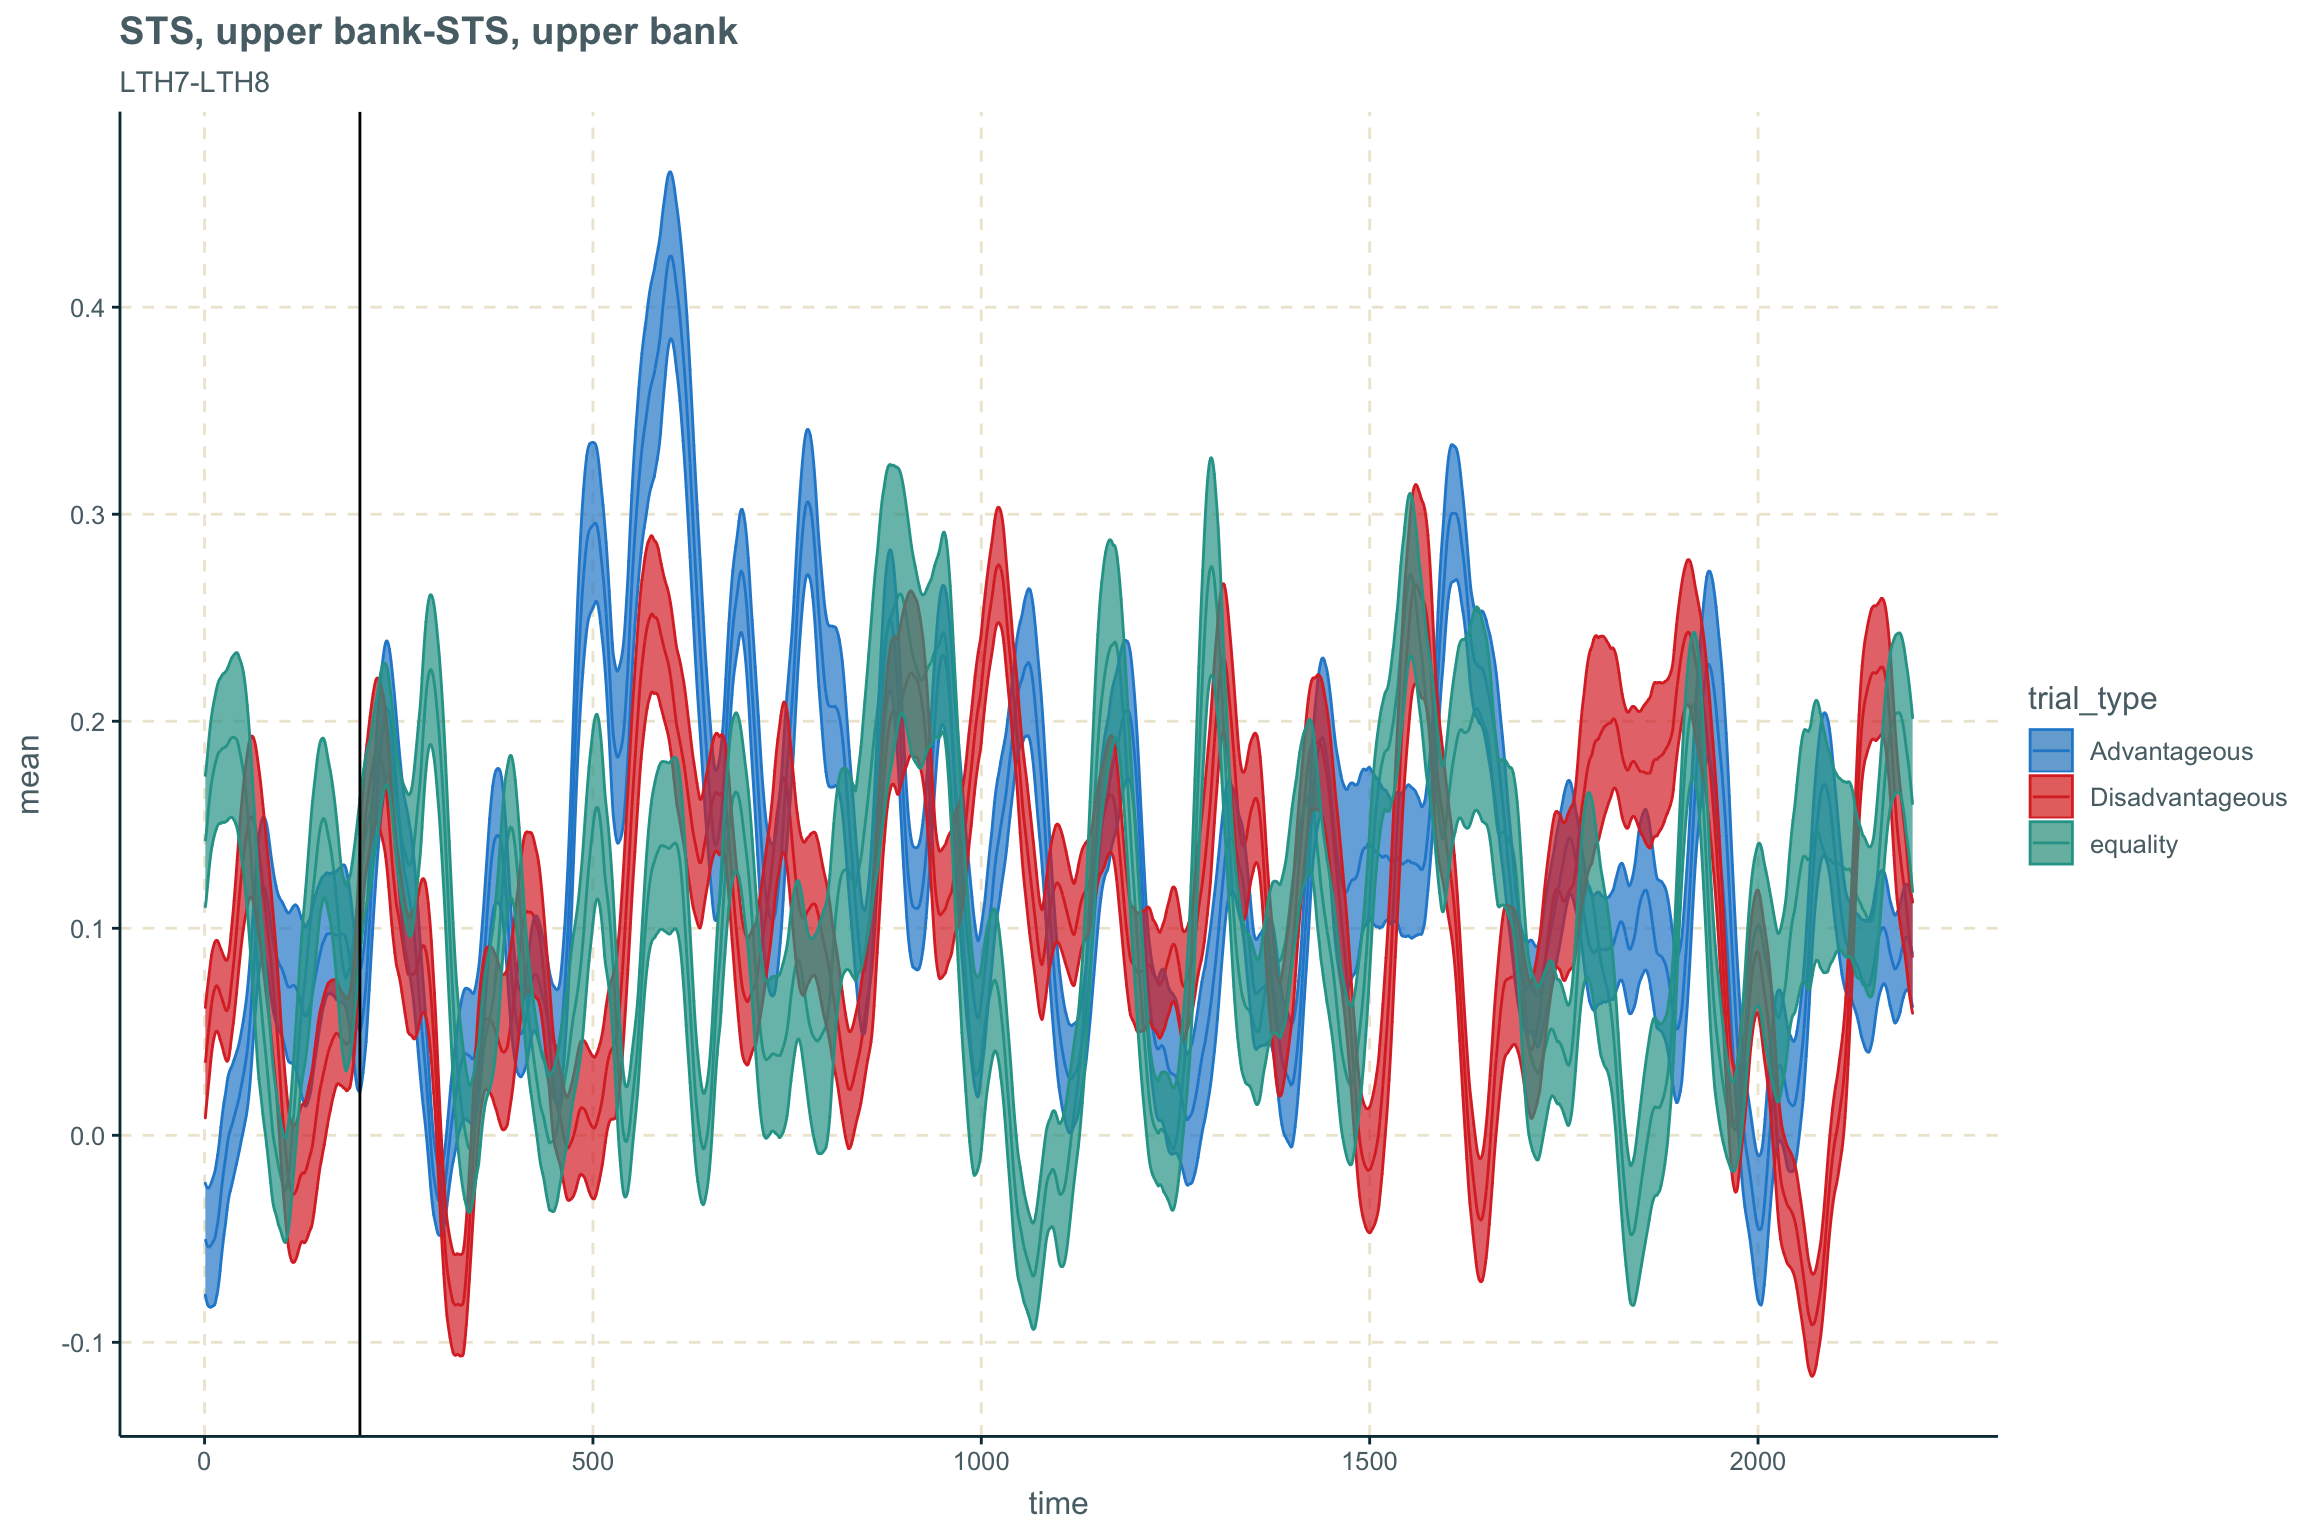 STS, upper bank-STS, upper bank
LTH7-LTH8
mean
0.4
0.3
0.2
0.1
0.0
-0.1
0
500
1000
1500
2000
time
trial_type
Advantageous
Disadvantageous
equality